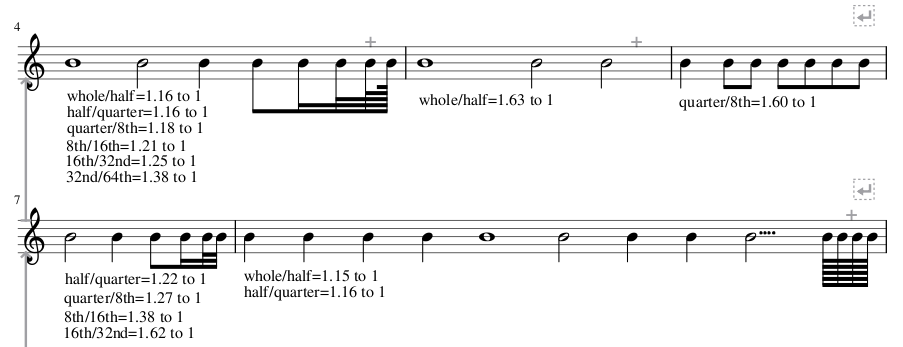 4
whole/half=1.16 to 1
half/quarter=1.16 to 1
quarter/8th=1.18 to 1
8th/16th=1.21 to 1
16th/32nd=1.25 to 1
32nd/64th=1.38 to 1
whole/half=1.63 to 1
quarter/8th=1.60 to 1
7
half/quarter=1.22 to 1
quarter/8th=1.27 to 1
8th/16th=1.38 to 1
16th/32nd=1.62 to 1
whole/half=1.15 to 1
half/quarter=1.16 to 1